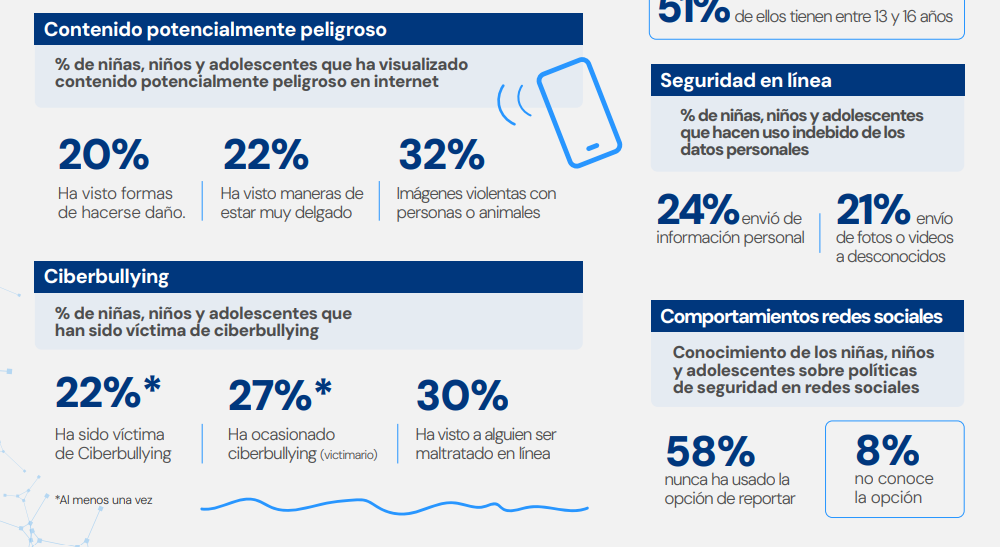 Contenido potencialmente peligroso
% de niñas, niños y adolescentes que ha visualizado
contenido potencialmente peligroso en internet
20%
Ha visto formas
de hacerse daño.
22%
Ha visto maneras de
estar muy delgado
32%
Imágenes violentas con
personas o animales
Ciberbullying
% de niñas, niños y adolescentes que
han sido víctima de ciberbullying
22%*
Ha sido víctima
de Ciberbullying
27%*
Ha ocasionado
ciberbullying (victimario)
30%
Ha visto a alguien ser
maltratado en línea
*Al menos una vez
51% de ellos tienen entre 13 y 16 años
Seguridad en línea
% de niñas, niños y adolescentes
que hacen uso indebido de los
datos personales
24% envió de
información personal
21% envío
de fotos o videos
a desconocidos
Comportamientos redes sociales
Conocimiento de los niñas, niños
y adolescentes sobre políticas
de seguridad en redes sociales
58%
nunca ha usado la
opción de reportar
8%
no conoce
la opción